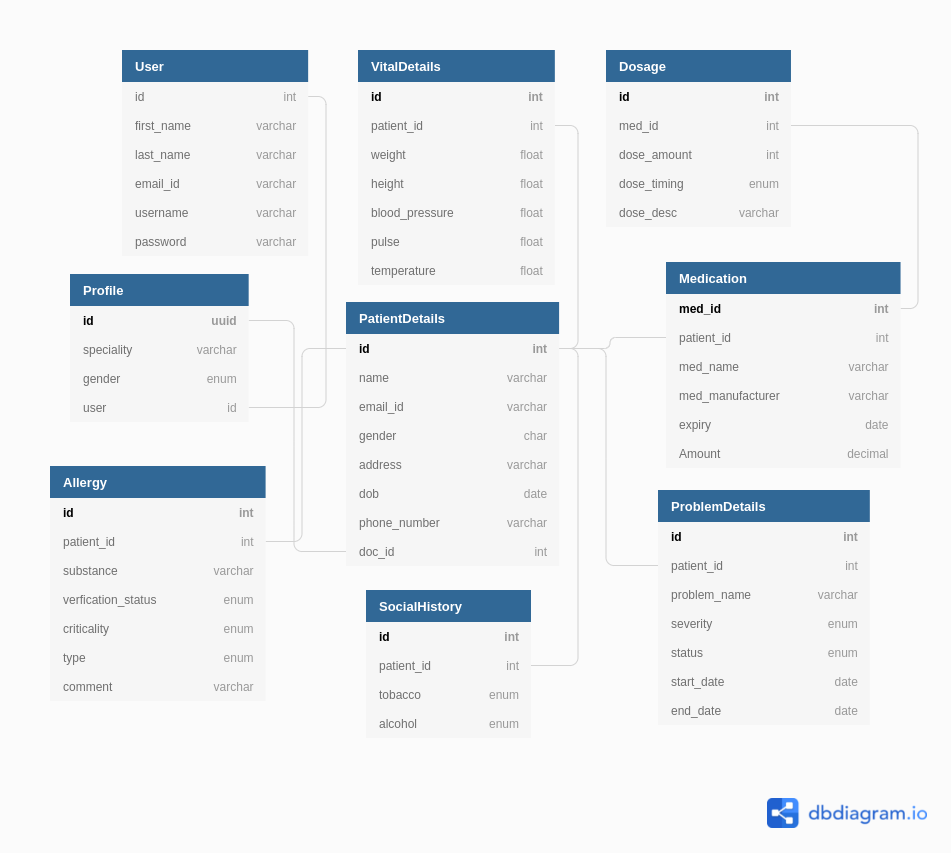 User
id int
first_name varchar
last_name varchar
email_id varchar
username varchar
password varchar
VitalDetails
id int
patient_id int
weight float
height float
blood_pressure float
pulse float
temperature float
Dosage
id int
med_id int
dose_amount int
dose_timing enum
dose_desc varchar
Profile
id uuid
speciality varchar
gender enum
user id
PatientDetails
id int
name varchar
email_id varchar
gender char
address varchar
dob date
phone_number varchar
doc_id int
Medication
med_id int
patient_id int
med_name varchar
med_manufacturer varchar
expiry date
Amount decimal
Allergy
id int
patient_id int
substance varchar
verfication_status enum
criticality enum
type enum
comment varchar
SocialHistory
id int
patient_id int
tobacco enum
alcohol enum
ProblemDetails
id int
patient_id int
problem_name varchar
severity enum
status enum
start_date date
end_date date
dbdiagram.io